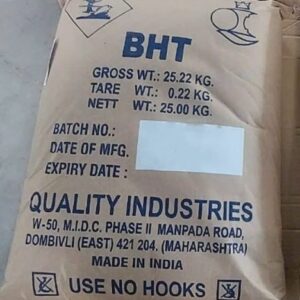 BHT
GROSS WT.: 25.22 KG.
TARE WT.: 0.22 KG.
NETT WT.: 25.00 KG.
BATCH NO.:
DATE OF MFG.
EXPIRY DATE :
QUALITY INDUSTRIES
W-50, M.I.D.C. PHASE II MANPADA ROAD,
DOMBIVLI (EAST) 421 204. (MAHARASHTRA)
MADE IN INDIA
USE NO HOOKS